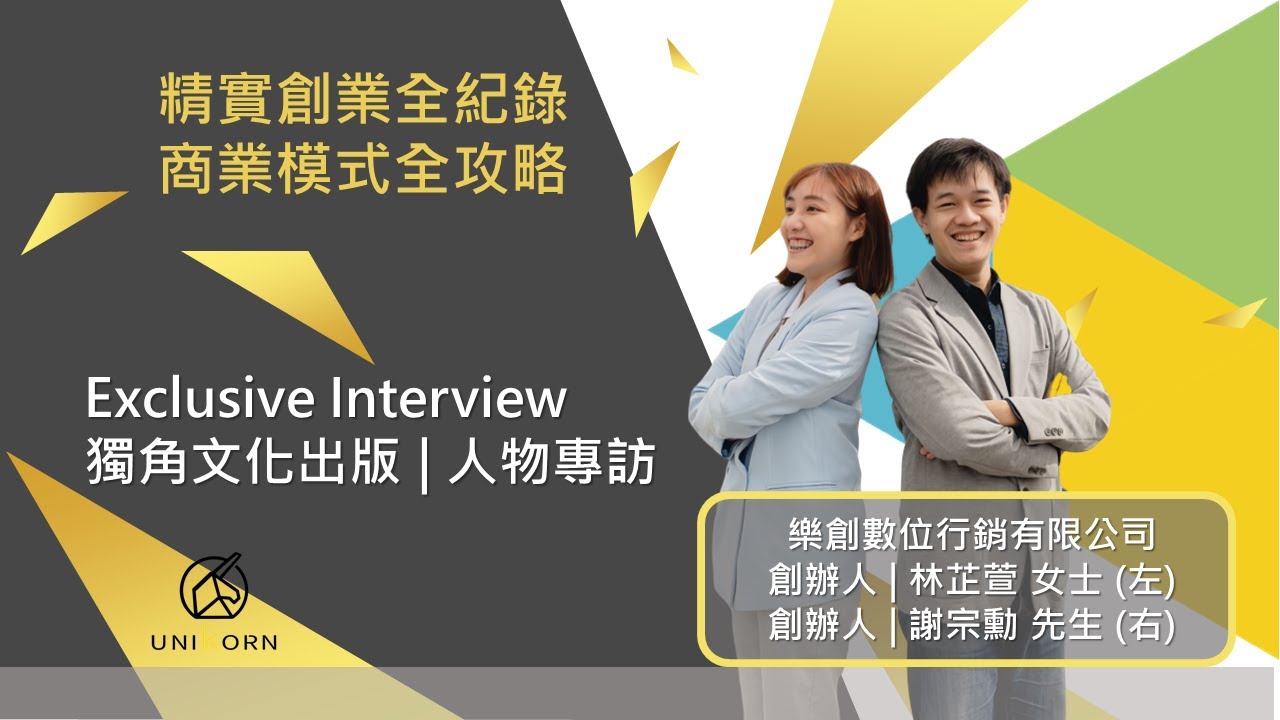 精實創業全紀錄
商業模式全攻略
Exclusive Interview
獨角文化出版 | 人物專訪
UNIKORN
樂創數位行銷有限公司
創辦人 | 林芷萱 女士 (左)
創辦人 | 謝宗勳 先生 (右)